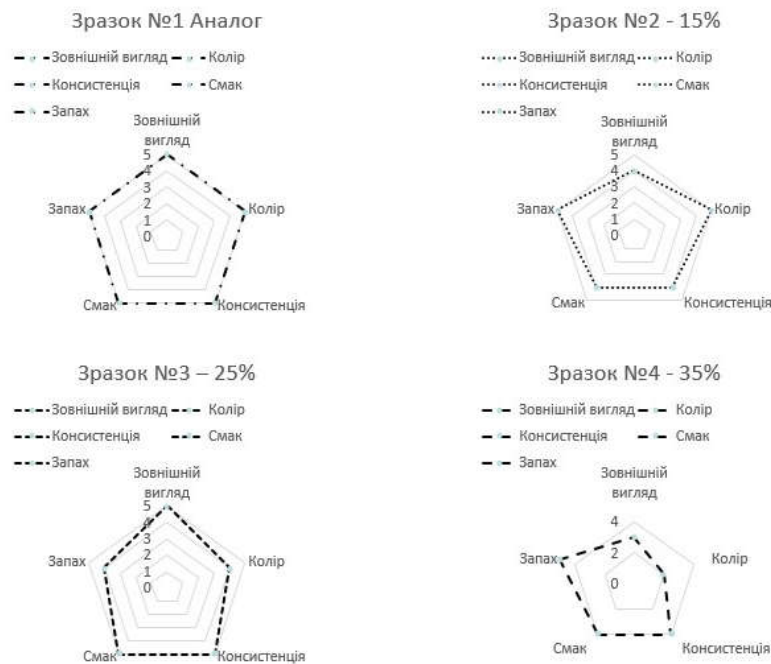 Зразок №1 Аналог
Зовнішній вигляд Колір
Консистенція Смак
Запах
Зовнішній
вигляд
5
4
3
2
1
0
Запах
Колір
Смак
Консистенція
Зразок №2 - 15%
Зовнішній вигляд Колір
Консистенція Смак
Запах
Зовнішній
вигляд
5
4
3
2
1
0
Запах
Колір
Смак
Консистенція
Зразок №3 – 25%
Зовнішній вигляд Колір
Консистенція Смак
Запах
Зовнішній
вигляд
5
4
3
2
1
0
Запах
Колір
Смак
Консистенція
Зразок №4 - 35%
Зовнішній вигляд Колір
Консистенція Смак
Запах
Зовнішній
вигляд
4
2
0
Запах
Колір
Смак
Консистенція